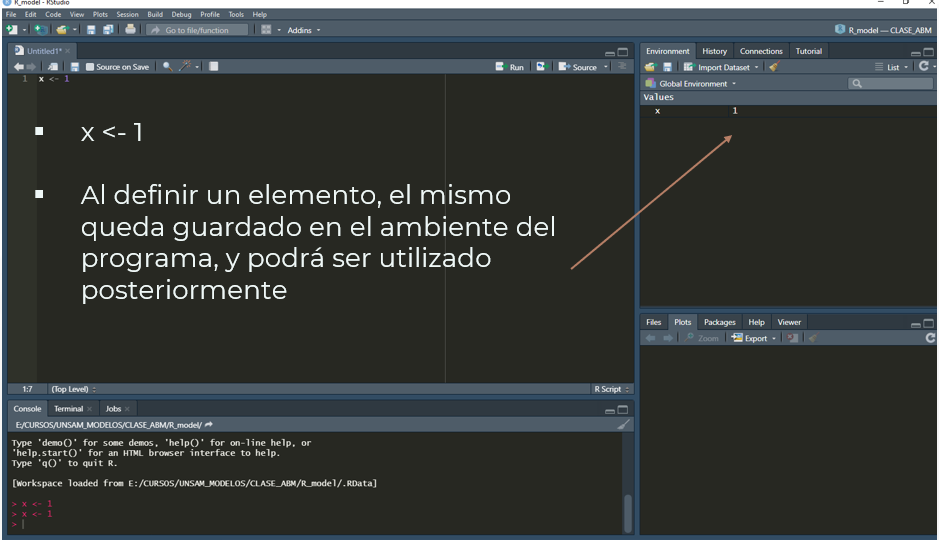 R_model - RStudio
File Edit Code View Plots Session Build Debug Profile Tools Help
Go to file/function Addins R_model — CLASE_ABM
Untitled1*
Source on Save Run Source
1 x <- 1
▪ x <- 1
▪ Al definir un elemento, el mismo
queda guardado en el ambiente del
programa, y podrá ser utilizado
posteriormente
1:7 (Top Level) R Script
Console Terminal Jobs
E:/CURSOS/UNSAM_MODELOS/CLASE_ABM/R_model/
Type 'demo()' for some demos, 'help()' for on-line help, or
'help.start()' for an HTML browser interface to help.
Type 'q()' to quit R.
[Workspace loaded from E:/CURSOS/UNSAM_MODELOS/CLASE_ABM/R_model/.RData]
> x <- 1
> x <- 1
>
Environment History Connections Tutorial
Import Dataset List
Global Environment
Values
x 1
Files Plots Packages Help Viewer
Zoom Export